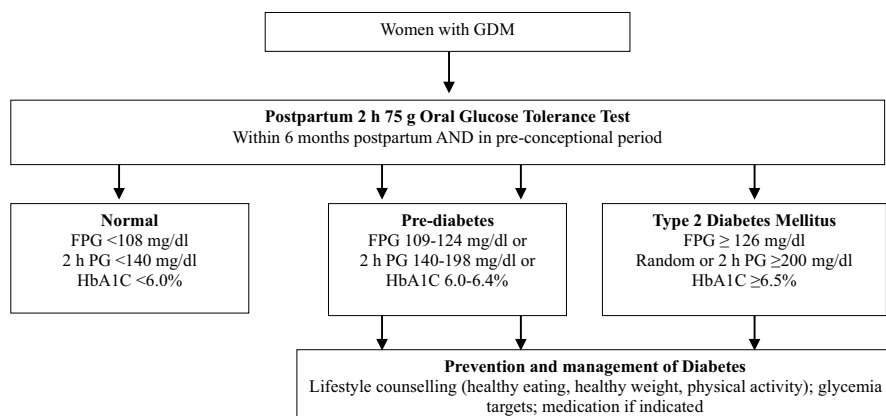 Women with GDM
Postpartum 2 h 75 g Oral Glucose Tolerance Test
Within 6 months postpartum AND in pre-conceptional period
Normal
FPG <108 mg/dl
2 h PG <140 mg/dl
HbA1C <6.0%
Pre-diabetes
FPG 109-124 mg/dl or
2 h PG 140-198 mg/dl or
HbA1C 6.0-6.4%
Type 2 Diabetes Mellitus
FPG ≥ 126 mg/dl
Random or 2 h PG ≥200 mg/dl
HbA1C ≥6.5%
Prevention and management of Diabetes
Lifestyle counselling (healthy eating, healthy weight, physical activity); glycemia
targets; medication if indicated